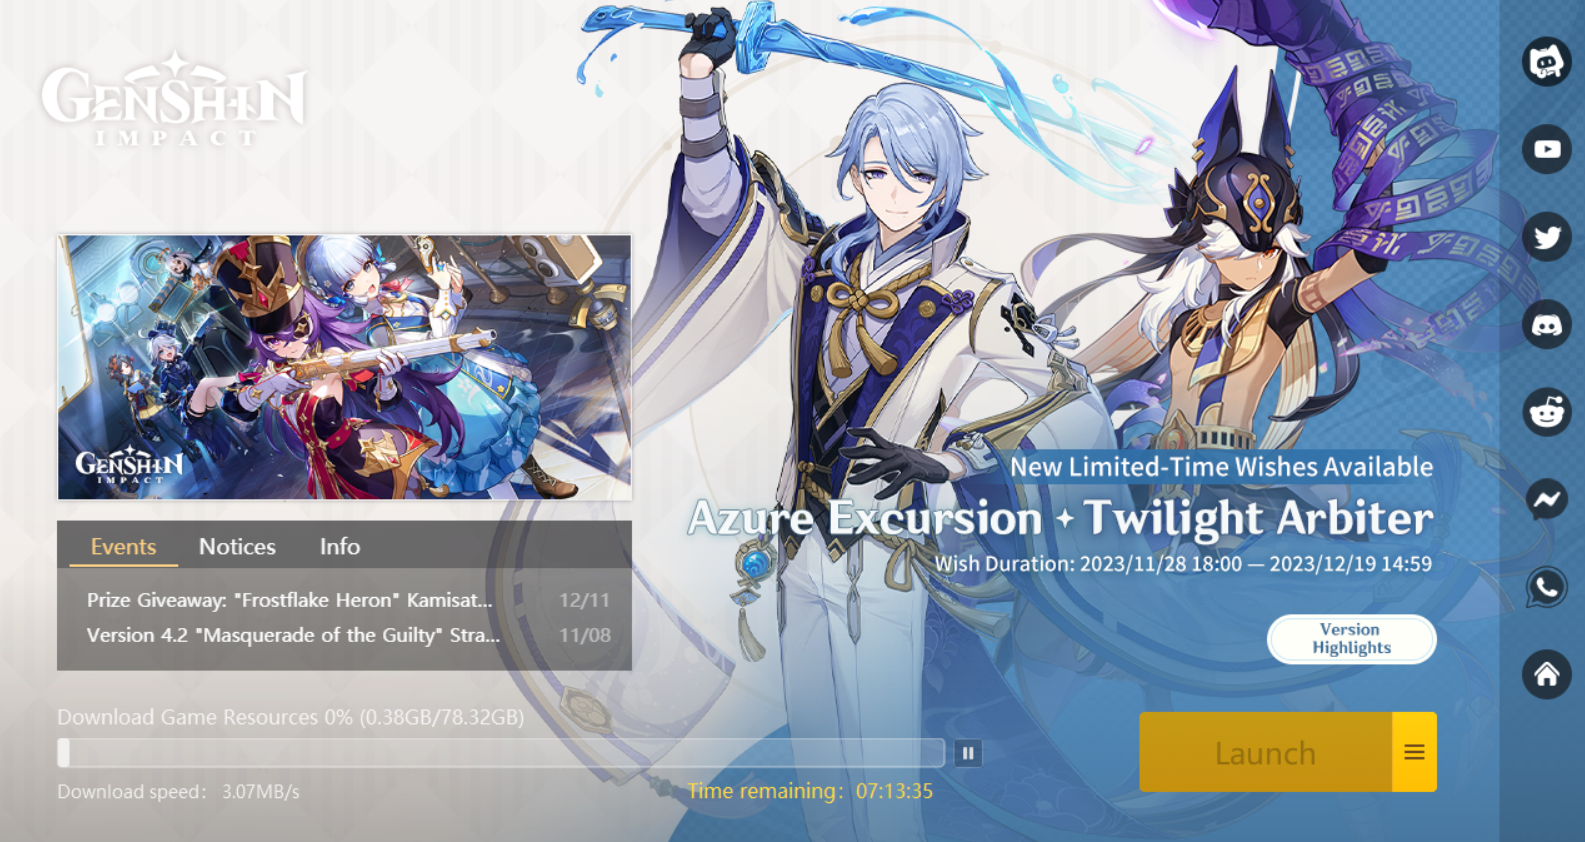 GENSHIN
IMPACT
GENSHIN
IMPACT
Events Notices Info
Prize Giveaway: "Frostflake Heron" Kamisat... 12/11
Version 4.2 "Masquerade of the Guilty" Stra... 11/08
New Limited-Time Wishes Available
Azure Excursion ✦ Twilight Arbiter
Wish Duration: 2023/11/28 18:00 — 2023/12/19 14:59
Version
Highlights
Download Game Resources 0% (0.38GB/78.32GB)
Download speed: 3.07MB/s
Time remaining: 07:13:35
Launch